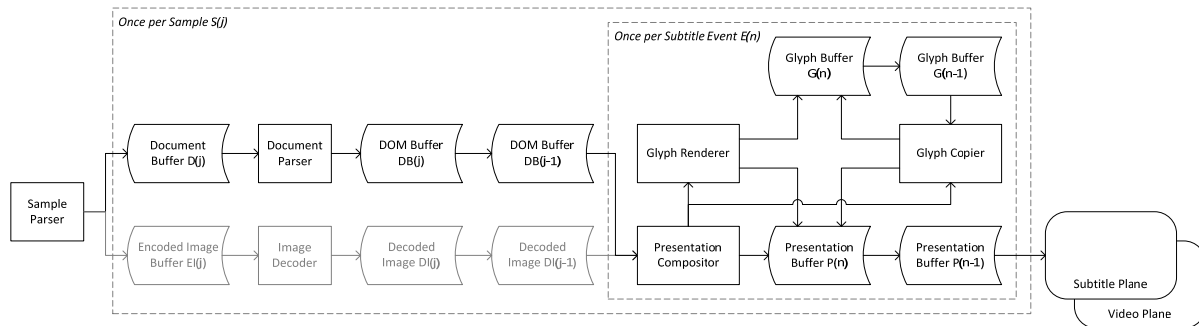 Once per Sample S(j)
Once per Subtitle Event E(n)
Glyph Buffer
G(n)
Glyph Buffer
G(n-1)
Document
Buffer D(j)
Document
Parser
DOM Buffer
DB(j)
DOM Buffer
DB(j-1)
Glyph Renderer
Glyph Copier
Sample
Parser
Encoded Image
Buffer EI(j)
Image
Decoder
Decoded
Image DI(j)
Decoded
Image DI(j-1)
Presentation
Compositor
Presentation
Buffer P(n)
Presentation
Buffer P(n-1)
Subtitle Plane
Video Plane